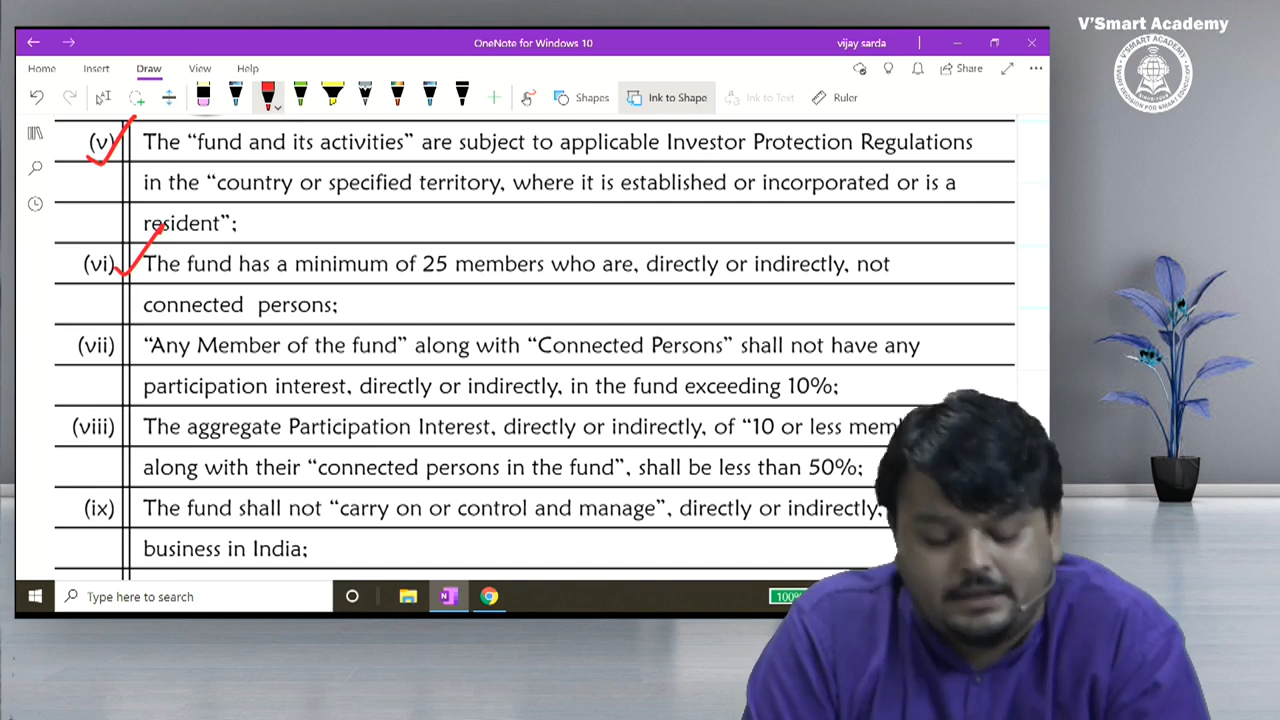 V'Smart Academy
OneNote for Windows 10
vijay sarda
Home Insert Draw View Help
Share
Shapes
Ink to Shape
Ink to Text
Ruler
(v) The “fund and its activities” are subject to applicable Investor Protection Regulations
in the “country or specified territory, where it is established or incorporated or is a
resident”;
(vi) The fund has a minimum of 25 members who are, directly or indirectly, not
connected persons;
(vii) “Any Member of the fund” along with “Connected Persons” shall not have any
participation interest, directly or indirectly, in the fund exceeding 10%;
(viii) The aggregate Participation Interest, directly or indirectly, of “10 or less
along with their “connected persons in the fund”, shall be less than 50%;
(ix) The fund shall not “carry on or control and manage”, directly or indirectly,
business in India;
Type here to search
100%